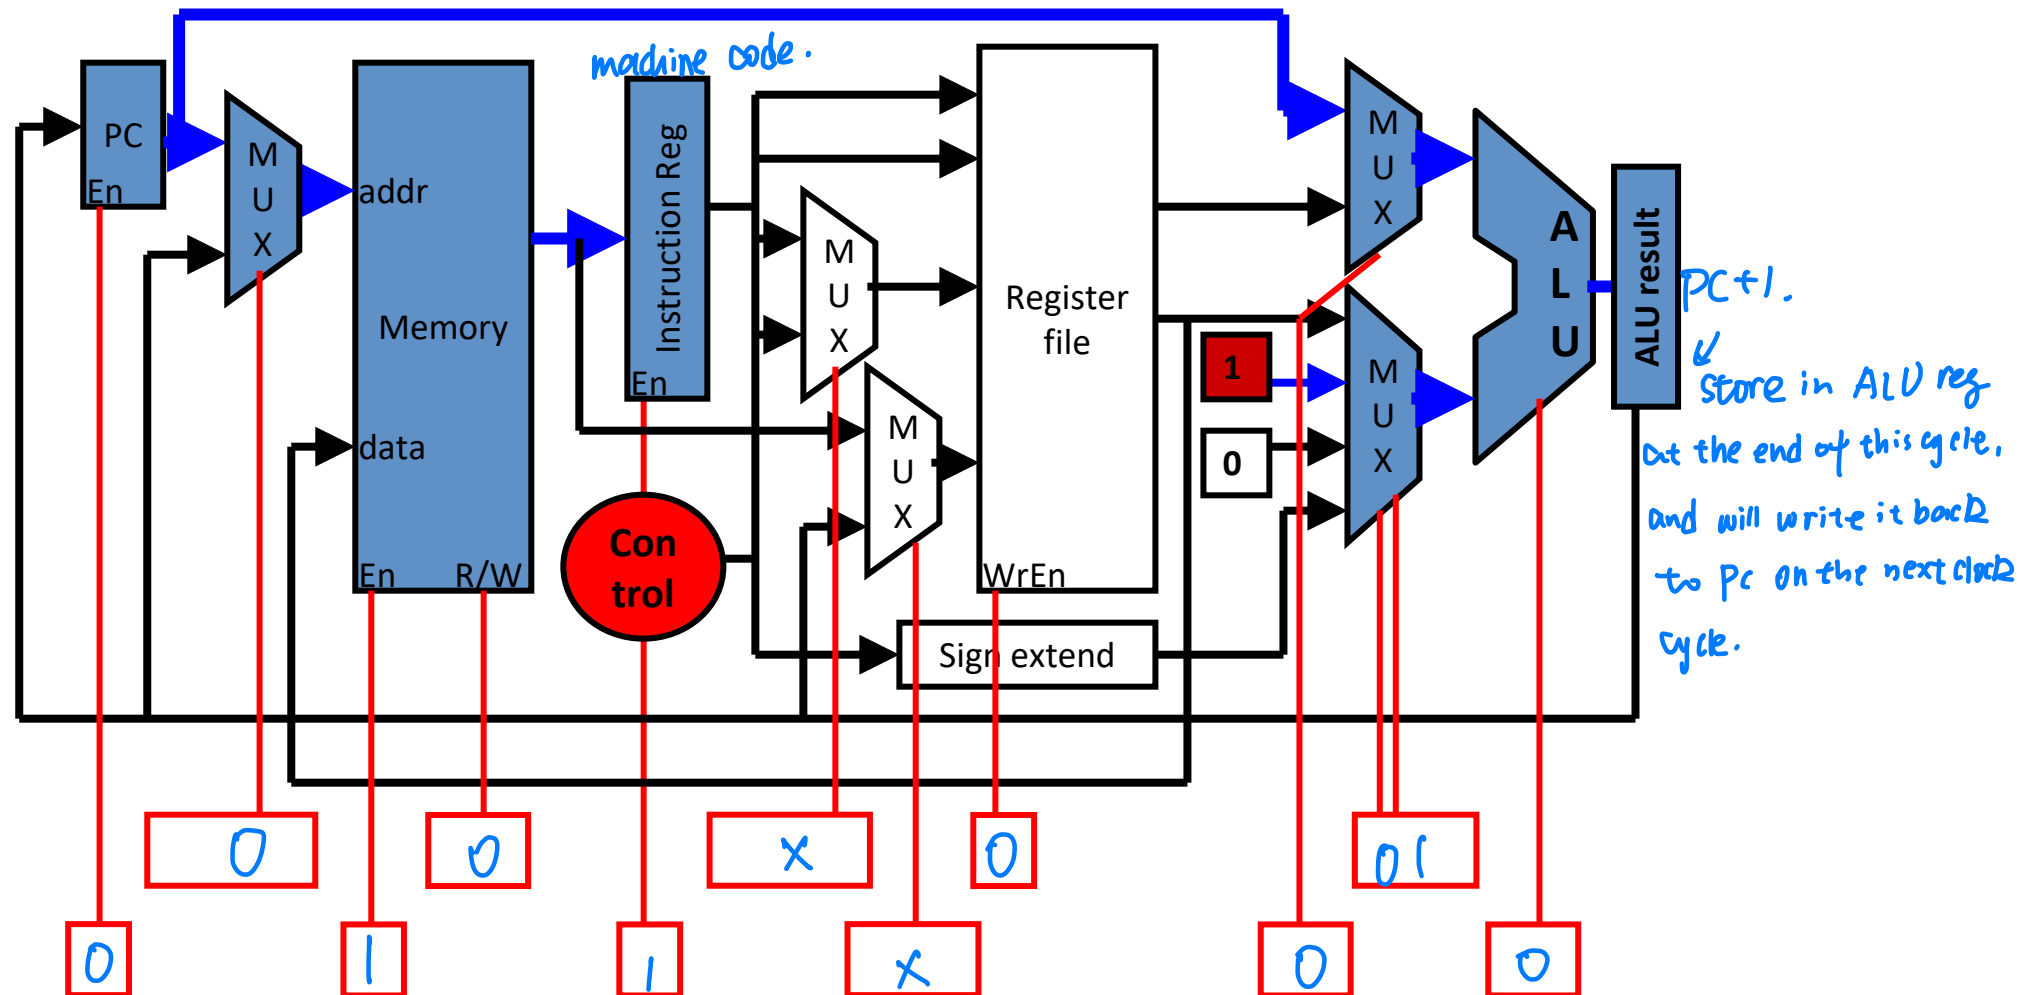 machine code.
PC
En
M
U
X
addr
Memory
data
En R/W
Instruction Reg
En
Con
trol
M
U
X
M
U
X
Register
file
WrEn
Sign extend
1
0
M
U
X
M
U
X
A
L
U
ALU result
PC+1.
store in ALU reg
at the end of this cycle,
and will write it back
to PC on the next clock
cycle.
0
0
x
0
01
0
1
1
x
0
0